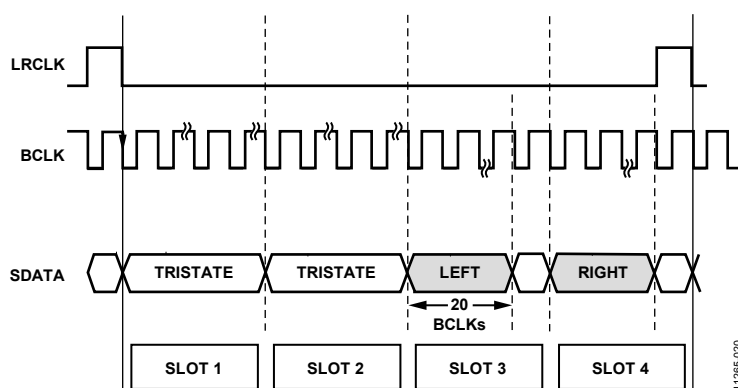 LRCLK
BCLK
SDATA
TRISTATE
TRISTATE
LEFT
RIGHT
20
BCLKs
SLOT 1
SLOT 2
SLOT 3
SLOT 4